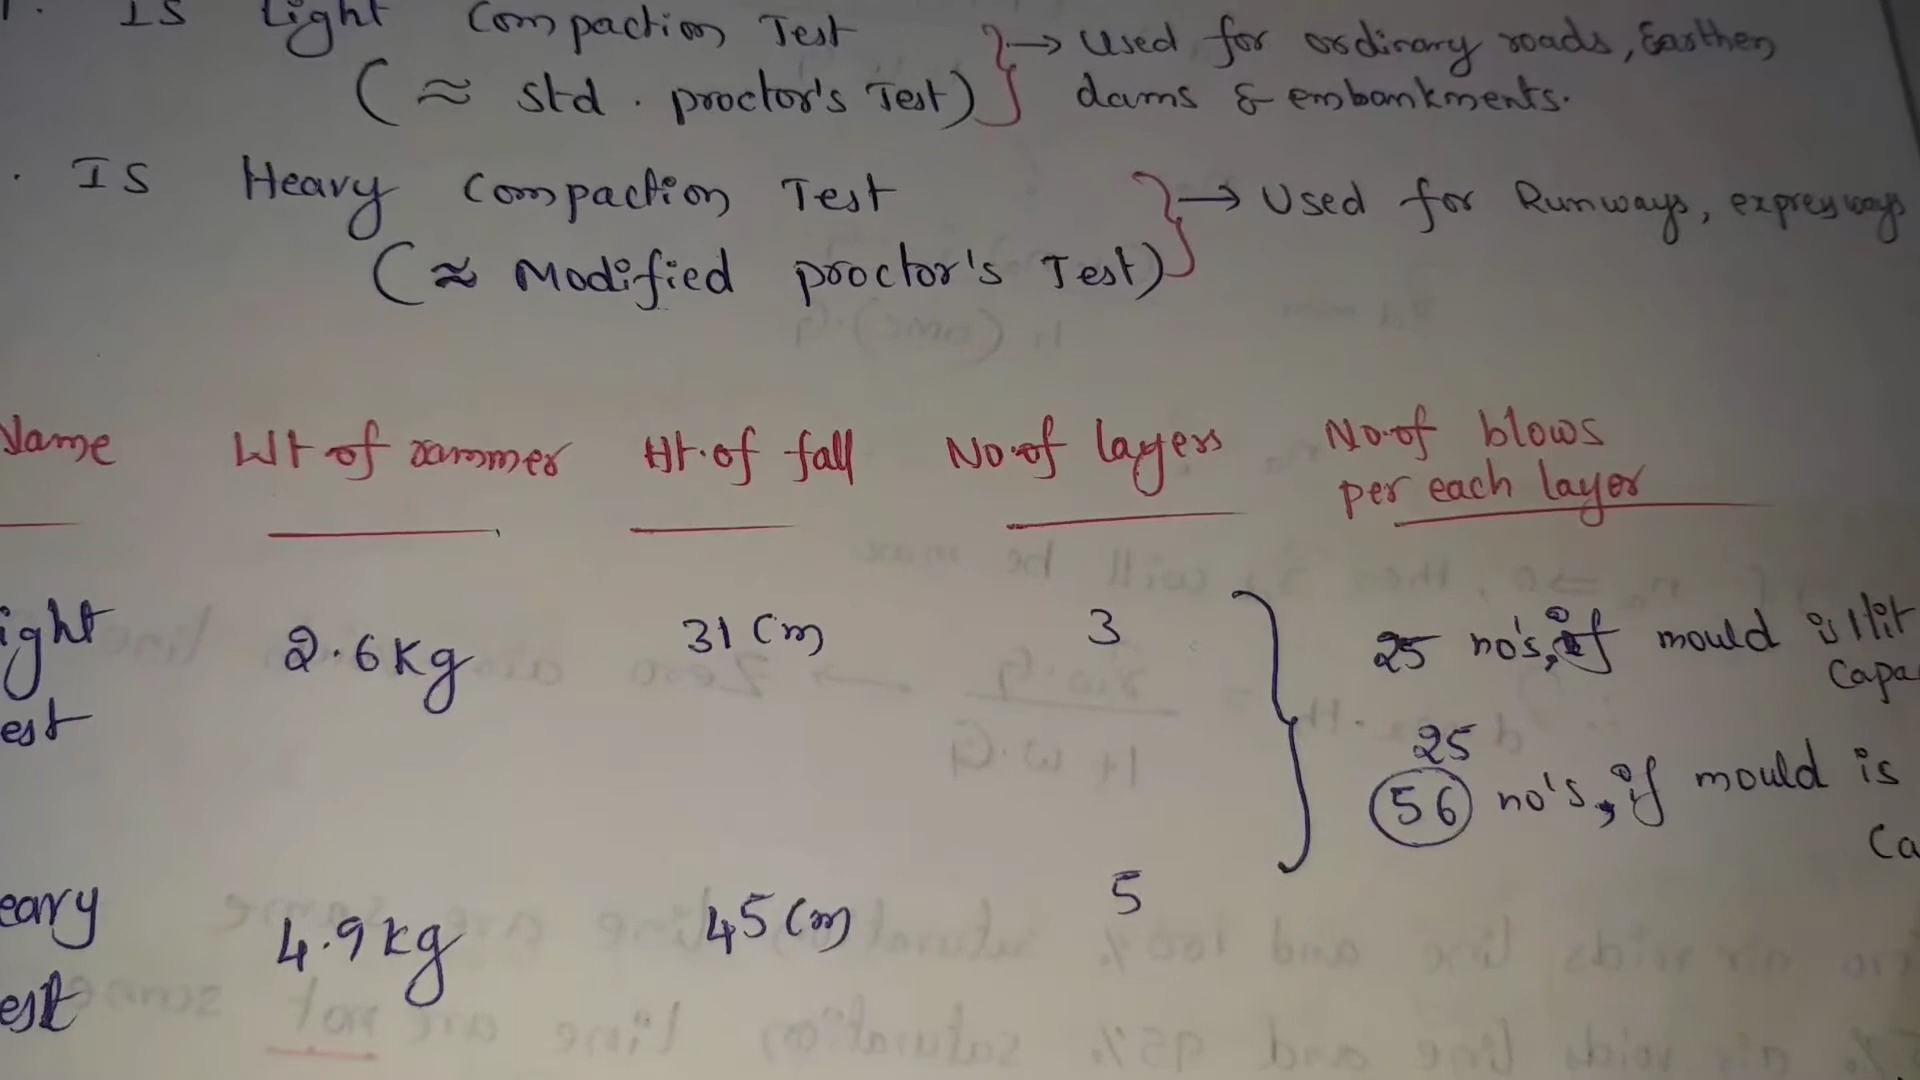 IS Light Compaction Test
(≈ std. proctor's Test) → Used for ordinary roads, Earthen
dams & embankments.
IS Heavy Compaction Test
(≈ Modified proctor's Test) → Used for Runways, expressways
Name Wt of rammer Ht. of fall No. of layers No. of blows
per each layer
ight
est 2.6 kg 31 cm 3 25 no's, if mould is 1 lit
Capa
25
56 no's, if mould is
Ca
eavy
est 4.9 kg 45 cm 5